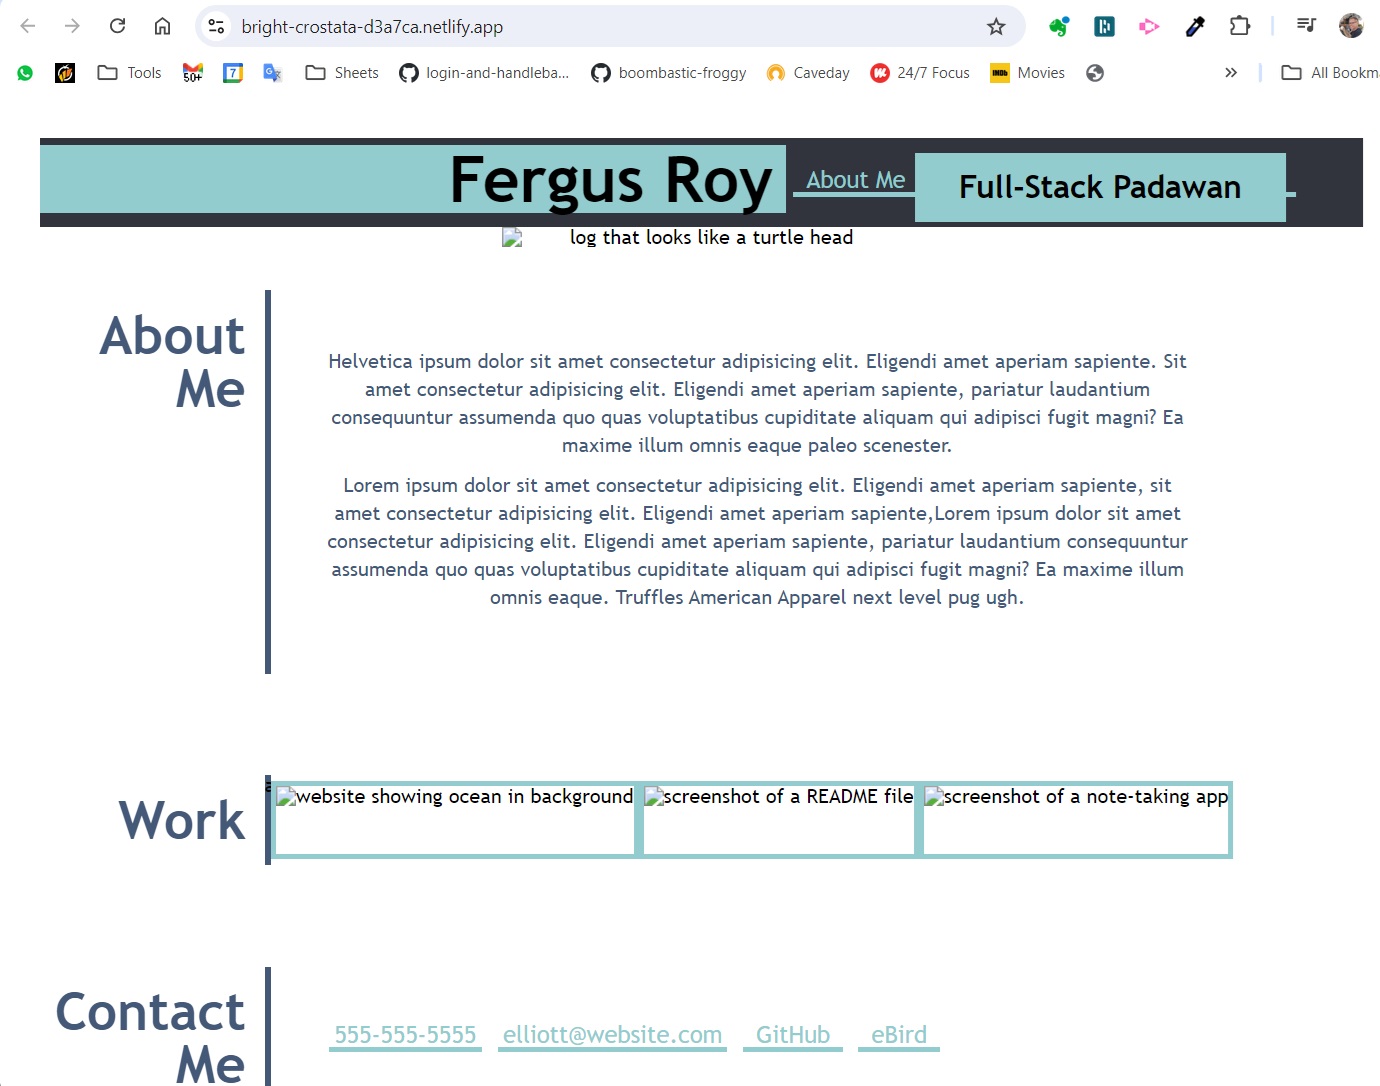 bright-crostata-d3a7ca.netlify.app
Tools
50+
7
Sheets
login-and-handleba...
boombastic-froggy
Caveday
24/7 Focus
IMDb
Movies
»
All Bookm
Fergus Roy
About Me
Full-Stack Padawan
log that looks like a turtle head
About
Me
Helvetica ipsum dolor sit amet consectetur adipisicing elit. Eligendi amet aperiam sapiente. Sit
amet consectetur adipisicing elit. Eligendi amet aperiam sapiente, pariatur laudantium
consequuntur assumenda quo quas voluptatibus cupiditate aliquam qui adipisci fugit magni? Ea
maxime illum omnis eaque paleo scenester.
Lorem ipsum dolor sit amet consectetur adipisicing elit. Eligendi amet aperiam sapiente, sit
amet consectetur adipisicing elit. Eligendi amet aperiam sapiente,Lorem ipsum dolor sit amet
consectetur adipisicing elit. Eligendi amet aperiam sapiente, pariatur laudantium consequuntur
assumenda quo quas voluptatibus cupiditate aliquam qui adipisci fugit magni? Ea maxime illum
omnis eaque. Truffles American Apparel next level pug ugh.
Work
website showing ocean in background
screenshot of a README file
screenshot of a note-taking app
Contact
Me
555-555-5555
elliott@website.com
GitHub
eBird